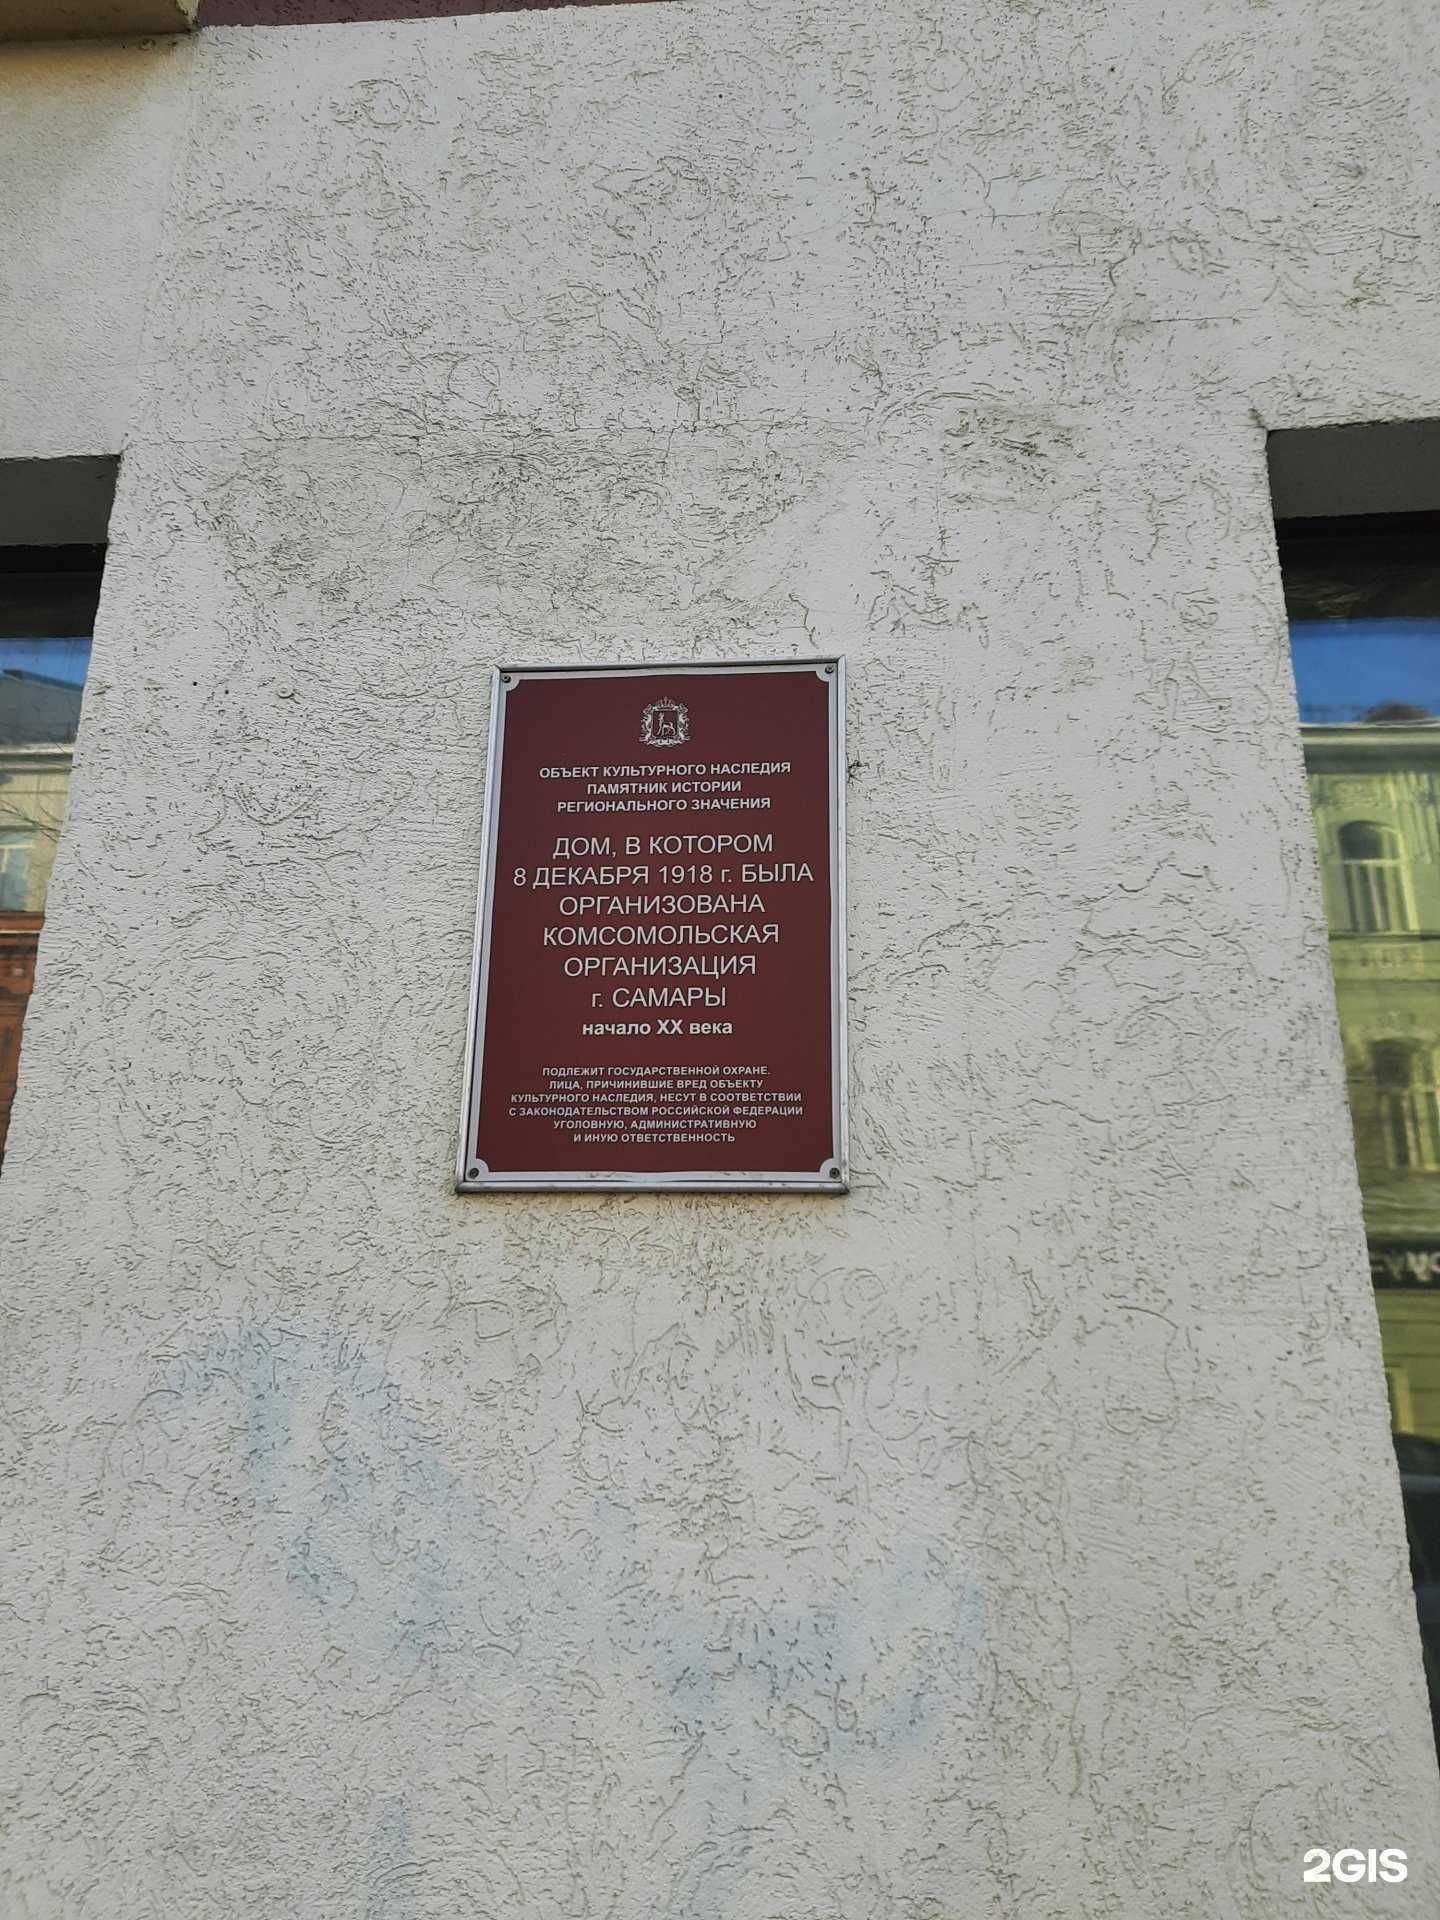 ОБЪЕКТ КУЛЬТУРНОГО НАСЛЕДИЯ
ПАМЯТНИК ИСТОРИИ
РЕГИОНАЛЬНОГО ЗНАЧЕНИЯ
ДОМ, В КОТОРОМ
8 ДЕКАБРЯ 1918 г. БЫЛА
ОРГАНИЗОВАНА
КОМСОМОЛЬСКАЯ
ОРГАНИЗАЦИЯ
г. САМАРЫ
начало XX века
ПОДЛЕЖИТ ГОСУДАРСТВЕННОЙ ОХРАНЕ.
ЛИЦА, ПРИЧИНИВШИЕ ВРЕД ОБЪЕКТУ
КУЛЬТУРНОГО НАСЛЕДИЯ, НЕСУТ В СООТВЕТСТВИИ
С ЗАКОНОДАТЕЛЬСТВОМ РОССИЙСКОЙ ФЕДЕРАЦИИ
УГОЛОВНУЮ, АДМИНИСТРАТИВНУЮ
И ИНУЮ ОТВЕТСТВЕННОСТЬ
2GIS